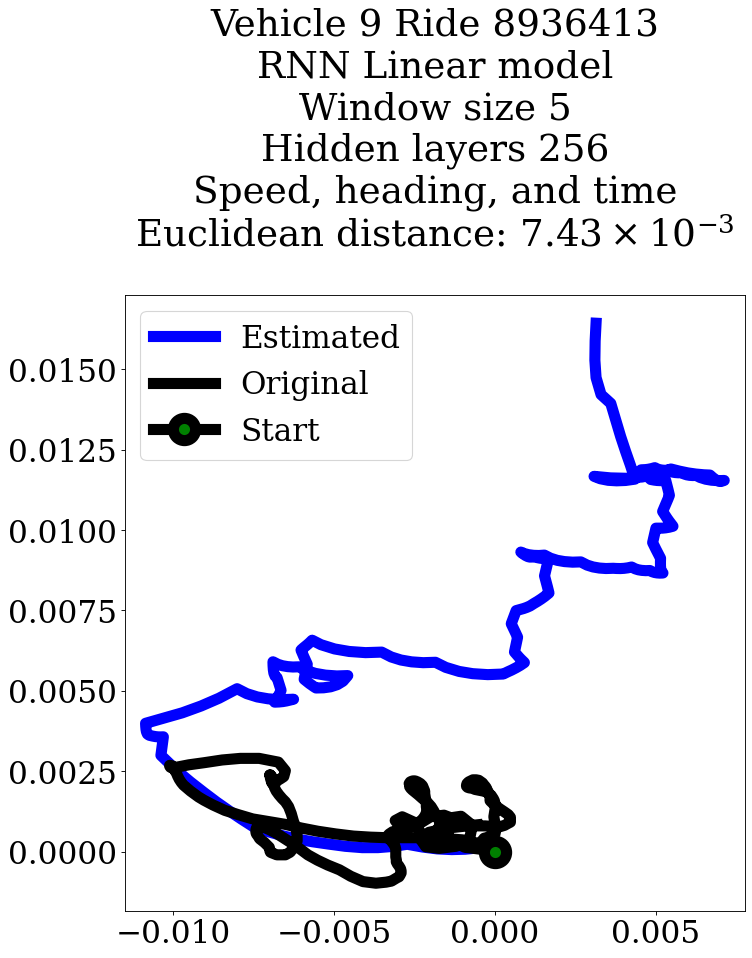 Vehicle 9 Ride 8936413
RNN Linear model
Window size 5
Hidden layers 256
Speed, heading, and time
Euclidean distance: 7.43 × 10⁻³
Estimated
Original
Start
0.0150
0.0125
0.0100
0.0075
0.0050
0.0025
0.0000
−0.010 −0.005 0.000 0.005